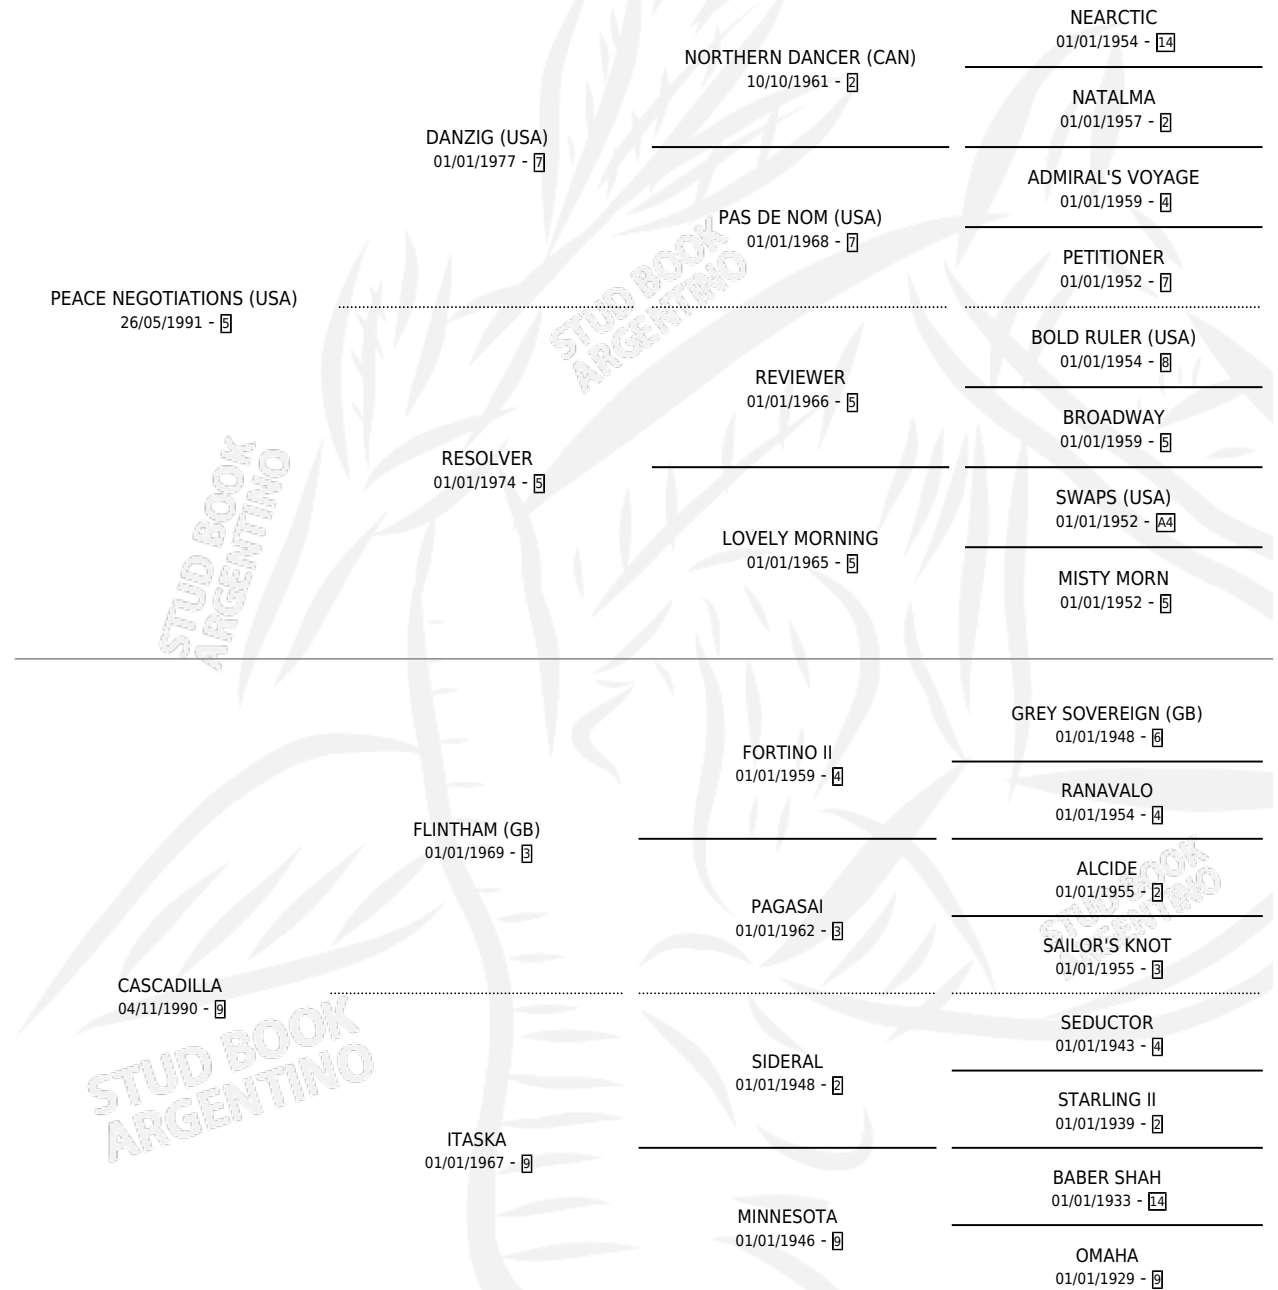 NEARCTIC
01/01/1954 - 14
NORTHERN DANCER (CAN)
10/10/1961 - 2
NATALMA
01/01/1957 - 2
DANZIG (USA)
01/01/1977 - 7
ADMIRAL'S VOYAGE
01/01/1959 - 4
PAS DE NOM (USA)
01/01/1968 - 7
PETITIONER
01/01/1952 - 7
PEACE NEGOTIATIONS (USA)
26/05/1991 - 5
STUD BOOK
ARGENTINO
BOLD RULER (USA)
01/01/1954 - 8
REVIEWER
01/01/1966 - 5
BROADWAY
01/01/1959 - 5
RESOLVER
01/01/1974 - 5
SWAPS (USA)
01/01/1952 - A4
LOVELY MORNING
01/01/1965 - 5
MISTY MORN
01/01/1952 - 5
STUD BOOK
ARGENTINO
GREY SOVEREIGN (GB)
01/01/1948 - 6
FORTINO II
01/01/1959 - 4
RANAVALO
01/01/1954 - 4
FLINTHAM (GB)
01/01/1969 - 3
ALCIDE
01/01/1955 - 2
PAGASAI
01/01/1962 - 3
STUD BOOK
ARGENTINO
SAILOR'S KNOT
01/01/1955 - 3
CASCADILLA
04/11/1990 - 9
SEDUCTOR
01/01/1943 - 4
SIDERAL
01/01/1948 - 2
STUD BOOK
ARGENTINO
STARLING II
01/01/1939 - 2
ITASKA
01/01/1967 - 9
BABER SHAH
01/01/1933 - 14
MINNESOTA
01/01/1946 - 9
OMAHA
01/01/1929 - 9